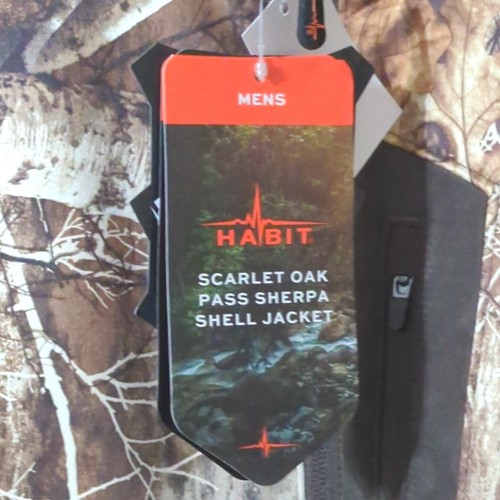 MENS
HABIT
SCARLET OAK
PASS SHERPA
SHELL JACKET